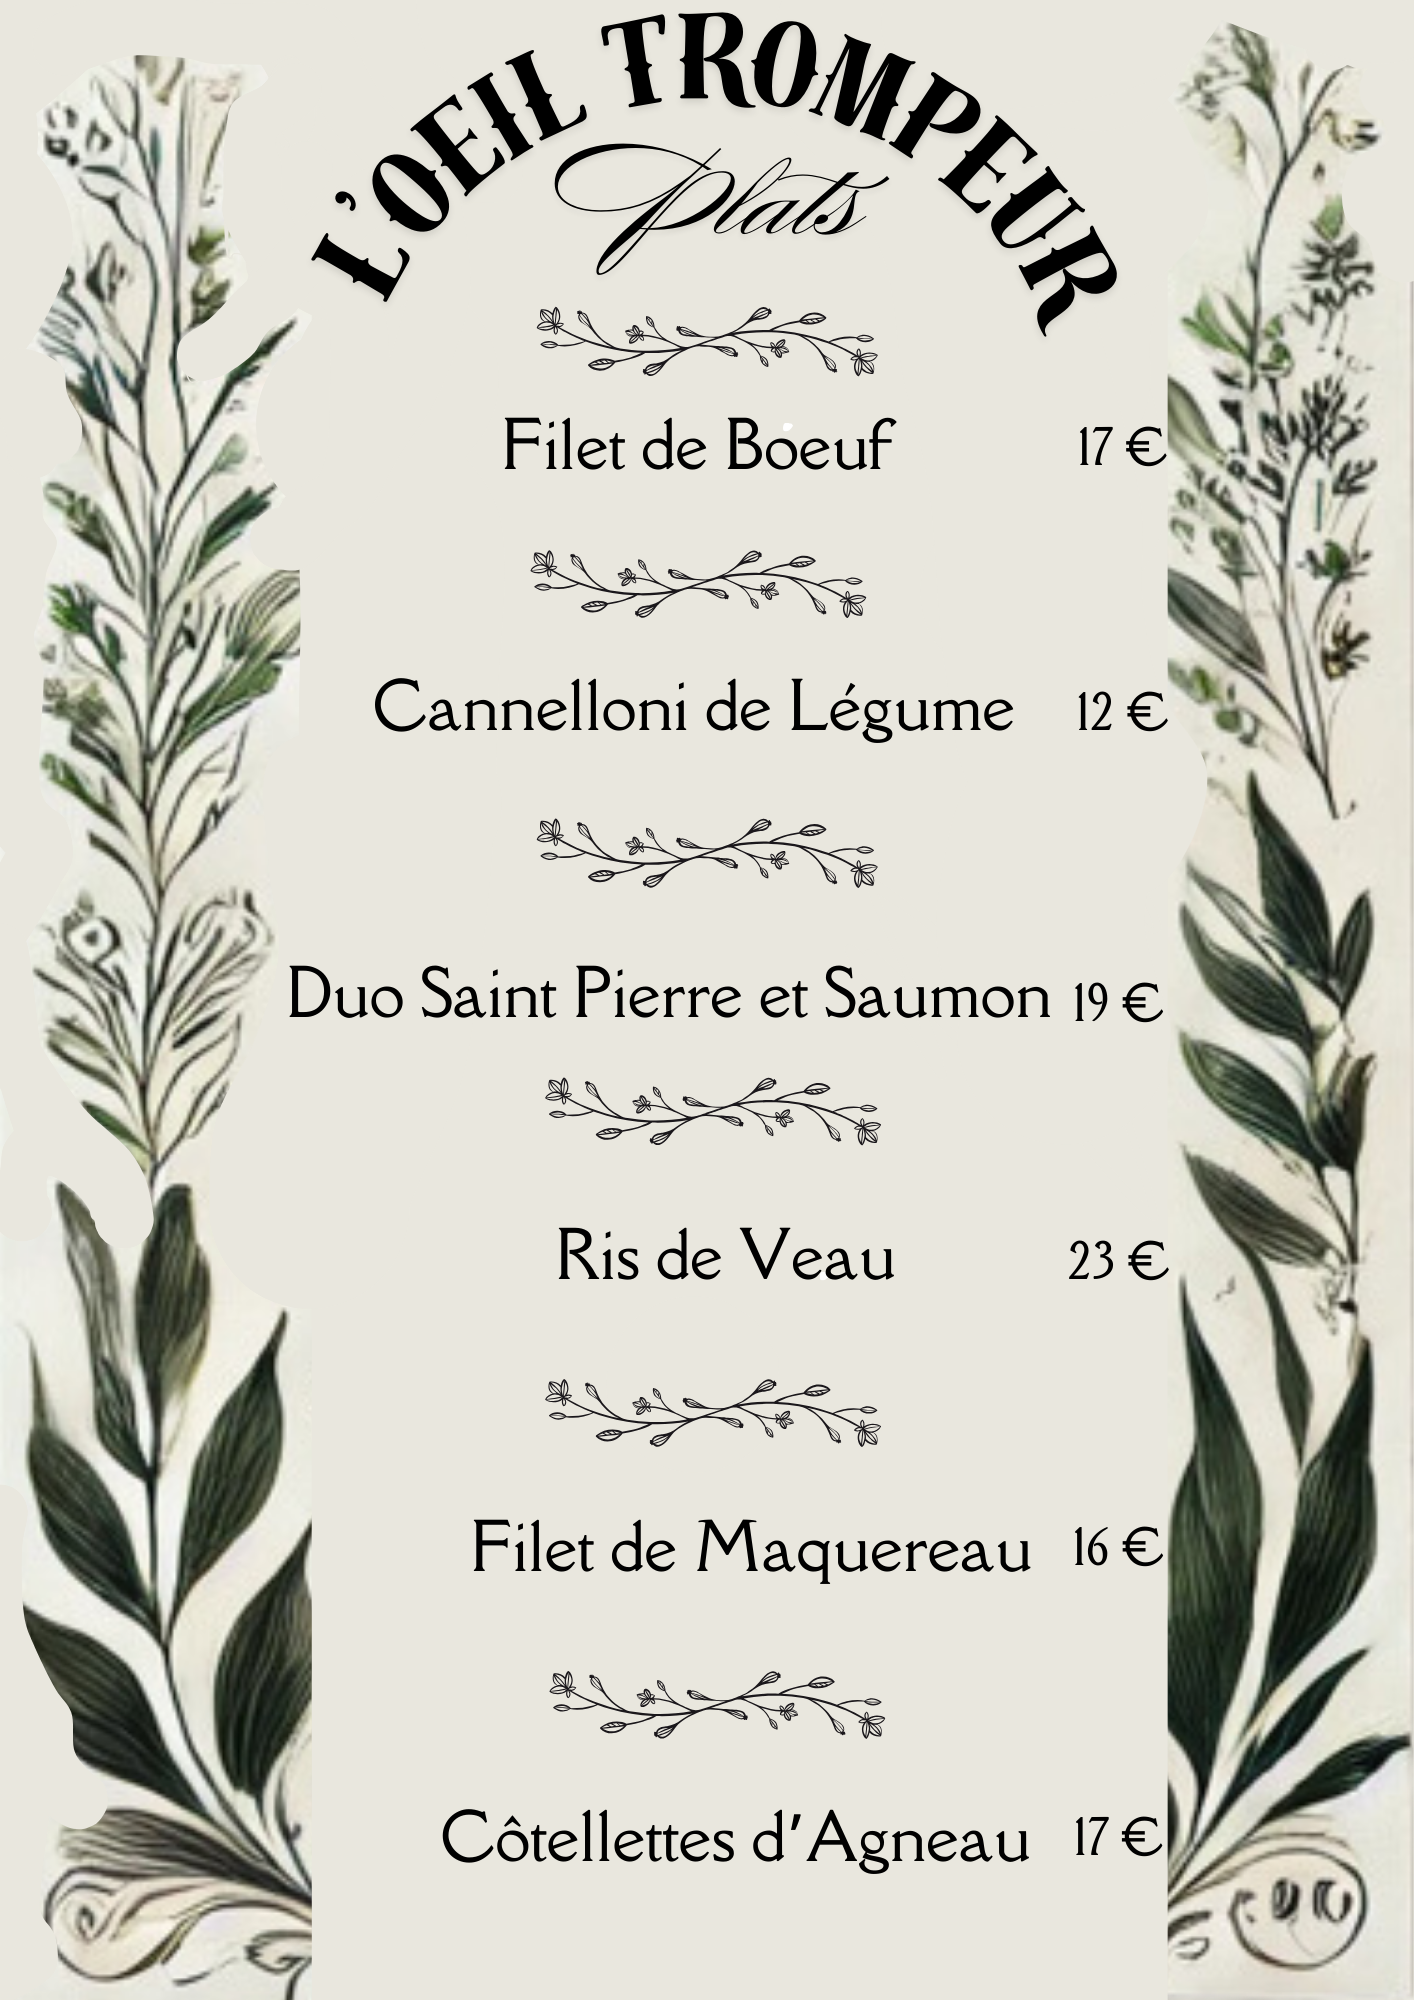 L'OEIL TROMPEUR
Plats
Filet de Boeuf 17 €
Cannelloni de Légume 12 €
Duo Saint Pierre et Saumon 19 €
Ris de Veau 23 €
Filet de Maquereau 16 €
Côtellettes d'Agneau 17 €